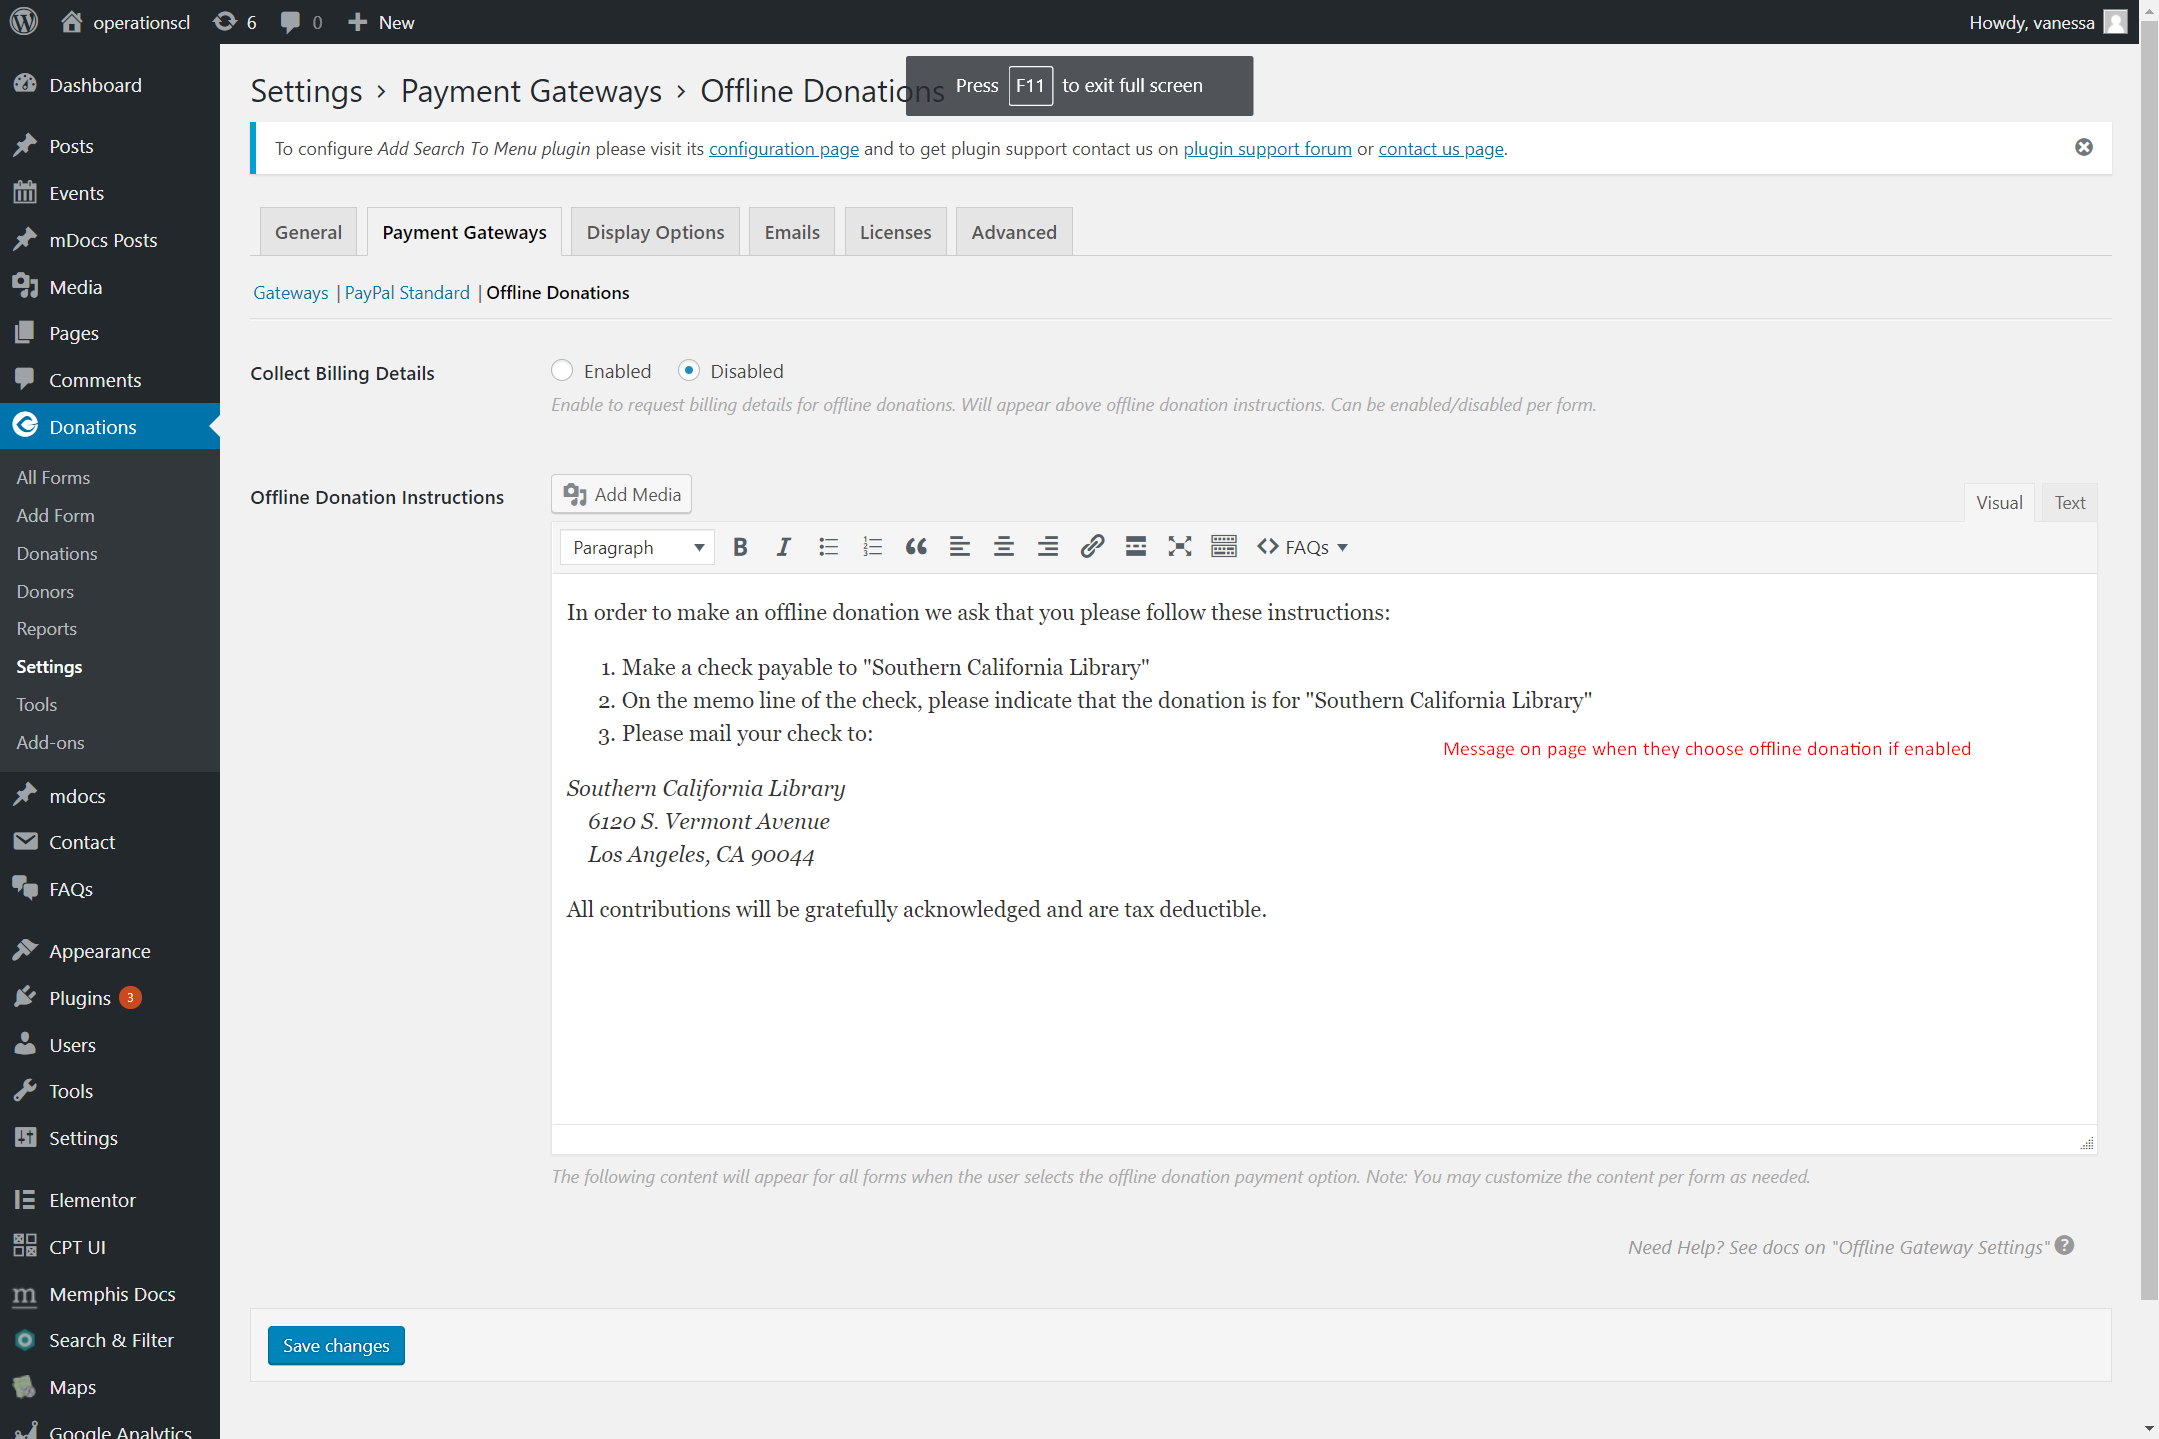 operationscl 6 0 New Howdy, vanessa
Press F11 to exit full screen
Settings › Payment Gateways › Offline Donations
To configure Add Search To Menu plugin please visit its configuration page and to get plugin support contact us on plugin support forum or contact us page.
General Payment Gateways Display Options Emails Licenses Advanced
Gateways | PayPal Standard | Offline Donations
Collect Billing Details
Enabled Disabled
Enable to request billing details for offline donations. Will appear above offline donation instructions. Can be enabled/disabled per form.
Offline Donation Instructions
Add Media
Visual Text
Paragraph B I FAQs
In order to make an offline donation we ask that you please follow these instructions:
1. Make a check payable to "Southern California Library"
2. On the memo line of the check, please indicate that the donation is for "Southern California Library"
3. Please mail your check to:
Message on page when they choose offline donation if enabled
Southern California Library
6120 S. Vermont Avenue
Los Angeles, CA 90044
All contributions will be gratefully acknowledged and are tax deductible.
The following content will appear for all forms when the user selects the offline donation payment option. Note: You may customize the content per form as needed.
Need Help? See docs on "Offline Gateway Settings" ?
Save changes
Dashboard
Posts
Events
mDocs Posts
Media
Pages
Comments
Donations
All Forms
Add Form
Donations
Donors
Reports
Settings
Tools
Add-ons
mdocs
Contact
FAQs
Appearance
Plugins 3
Users
Tools
Settings
Elementor
CPT UI
m Memphis Docs
Search & Filter
Maps
Google Analytics